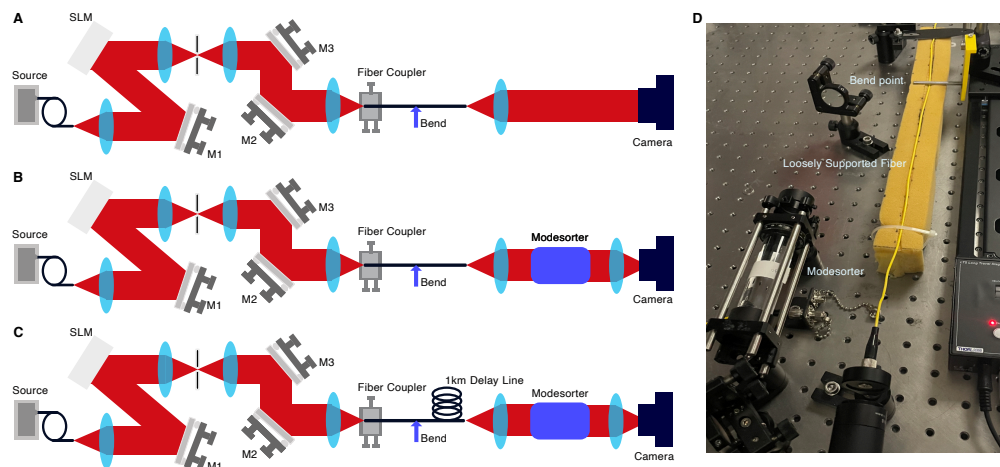 A
SLM
Source
M1
M2
M3
Fiber Coupler
Bend
Camera
B
SLM
Source
M1
M2
M3
Fiber Coupler
Bend
Modesorter
Camera
C
SLM
Source
M1
M2
M3
Fiber Coupler
1km Delay Line
Bend
Modesorter
Camera
D
Bend point
Loosely Supported Fiber
Modesorter